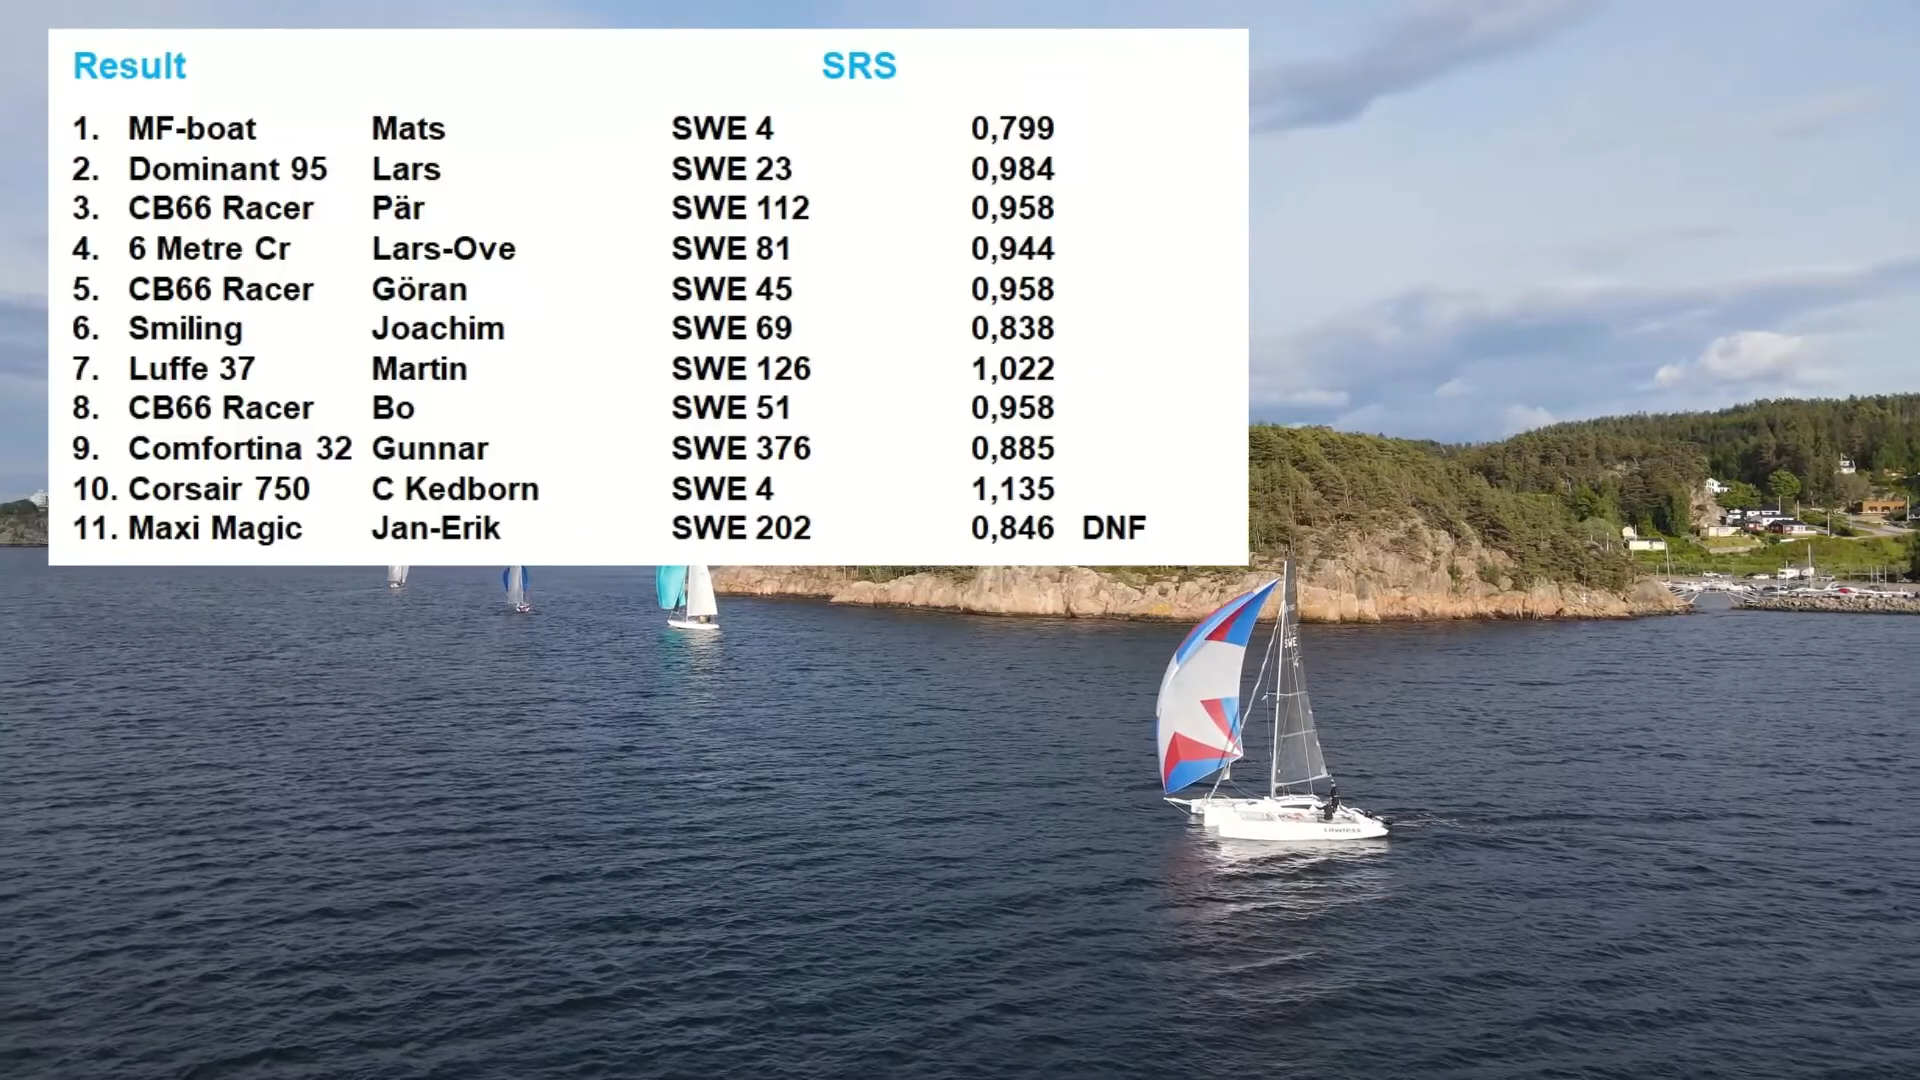 Result SRS
1. MF-boat Mats SWE 4 0,799
2. Dominant 95 Lars SWE 23 0,984
3. CB66 Racer Pär SWE 112 0,958
4. 6 Metre Cr Lars-Ove SWE 81 0,944
5. CB66 Racer Göran SWE 45 0,958
6. Smiling Joachim SWE 69 0,838
7. Luffe 37 Martin SWE 126 1,022
8. CB66 Racer Bo SWE 51 0,958
9. Comfortina 32 Gunnar SWE 376 0,885
10. Corsair 750 C Kedborn SWE 4 1,135
11. Maxi Magic Jan-Erik SWE 202 0,846 DNF
SWE
Lawless